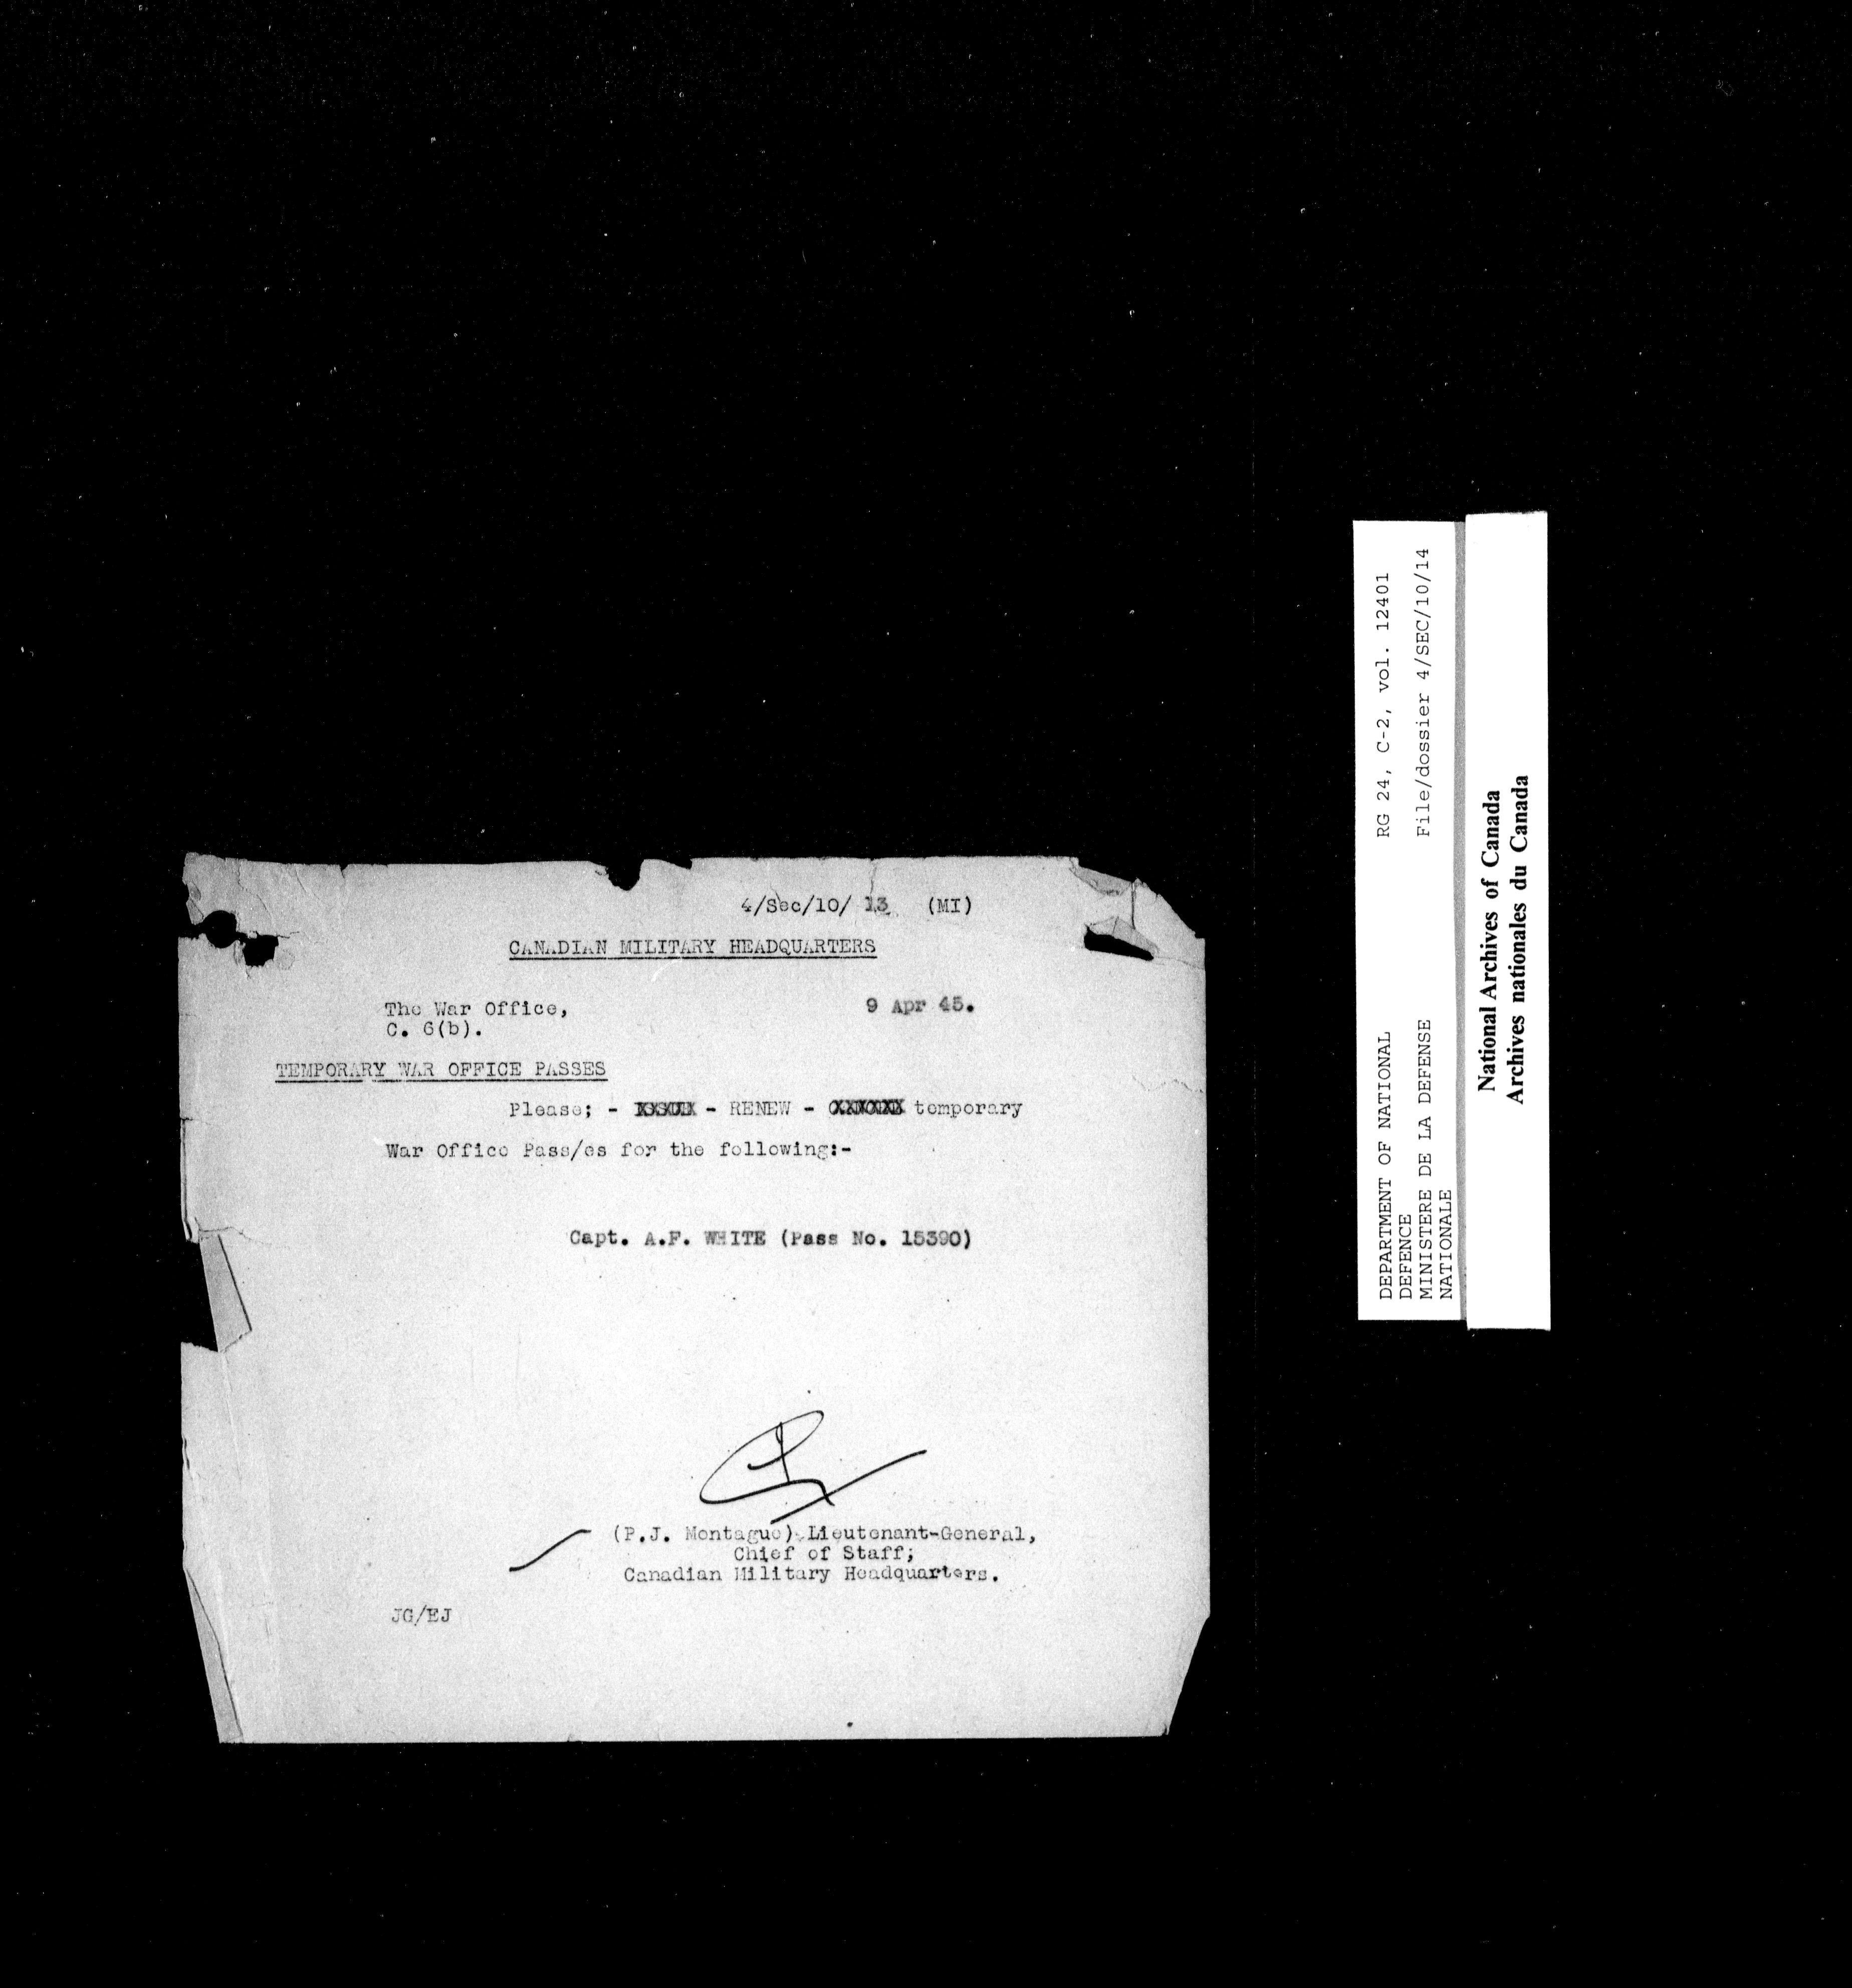 4/Sec/10/ 13 (MI)
CANADIAN MILITARY HEADQUARTERS
The War Office, 9 Apr 45.
C. 6(b).
TEMPORARY WAR OFFICE PASSES
Please; - - RENEW - temporary
War Office Pass/es for the following:-
Capt. A.F. WHITE (Pass No. 15390)
(P.J. Montague) Lieutenant-General,
Chief of Staff;
Canadian Military Headquarters.
JG/EJ
DEPARTMENT OF NATIONAL RG 24, C-2, vol. 12401
DEFENCE
MINISTERE DE LA DEFENSE File/dossier 4/SEC/10/14
NATIONALE
National Archives of Canada
Archives nationales du Canada